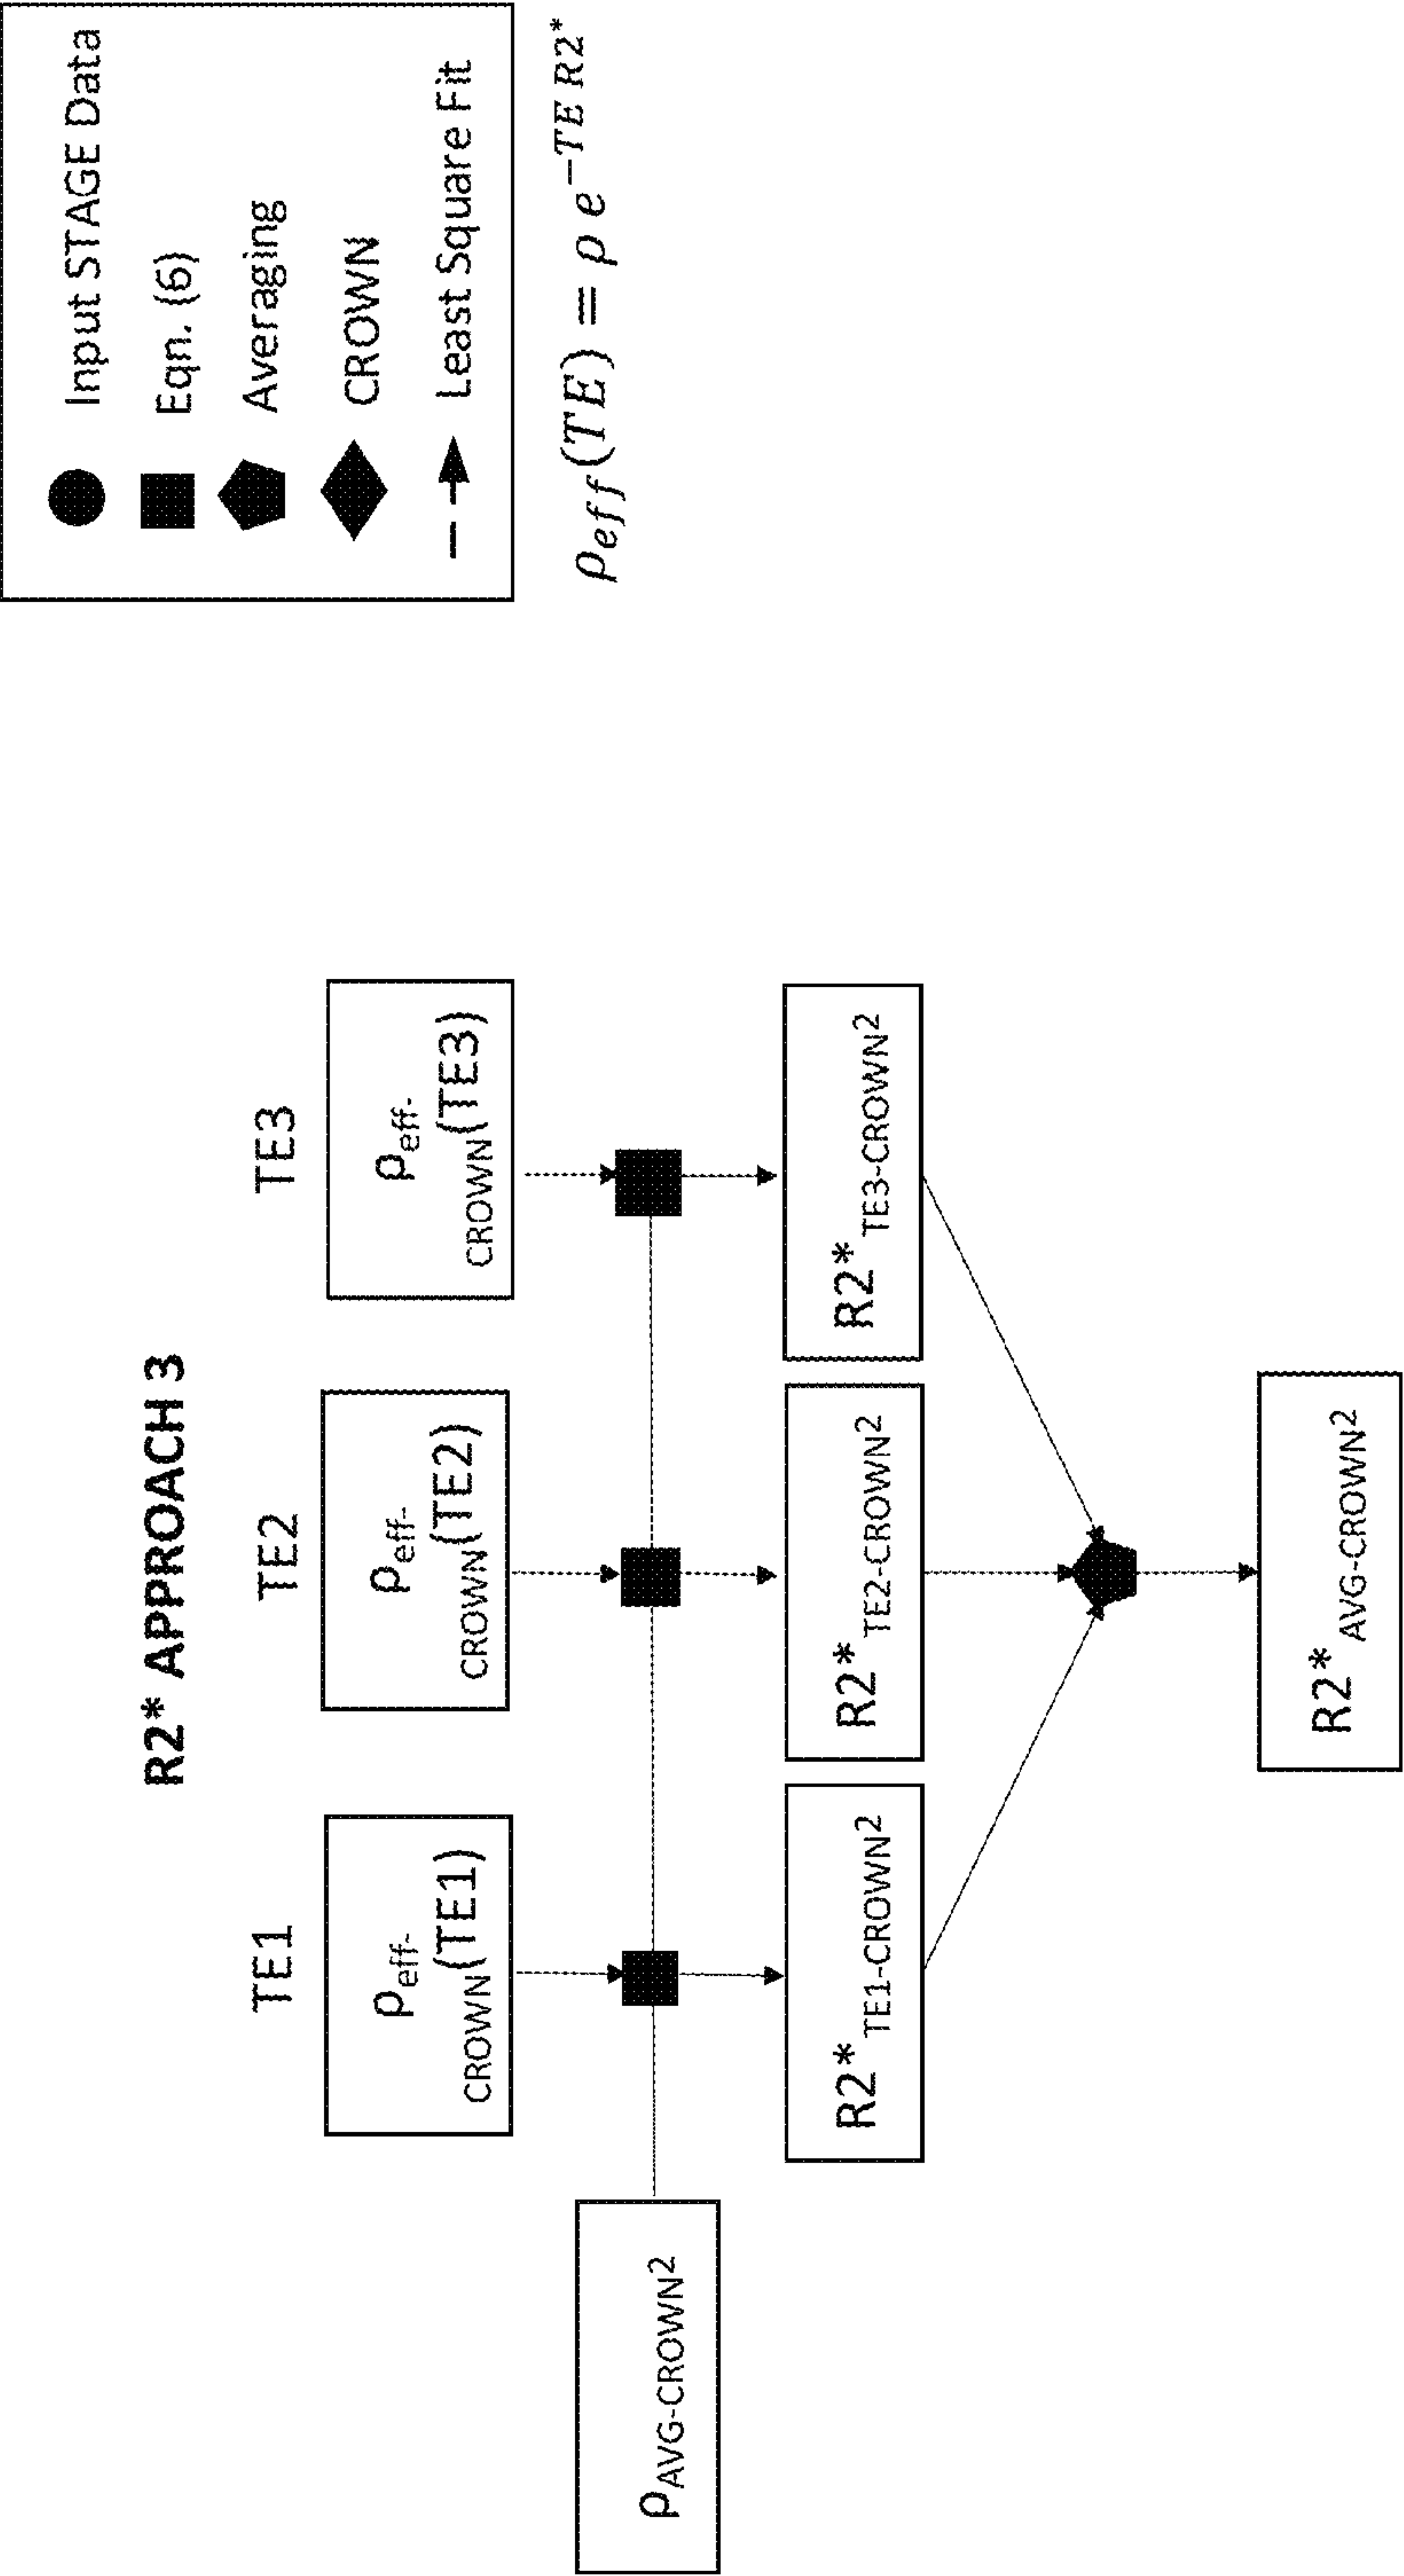 R2* APPROACH 3
Input STAGE Data
Eqn. (6)
Averaging
CROWN
Least Square Fit
ρeff(TE) = ρ e^−TE R2*
TE1
TE2
TE3
ρeff-
CROWN(TE1)
ρeff-
CROWN(TE2)
ρeff-
CROWN(TE3)
ρAVG-CROWN²
R2*TE1-CROWN²
R2*TE2-CROWN²
R2*TE3-CROWN²
R2*AVG-CROWN²